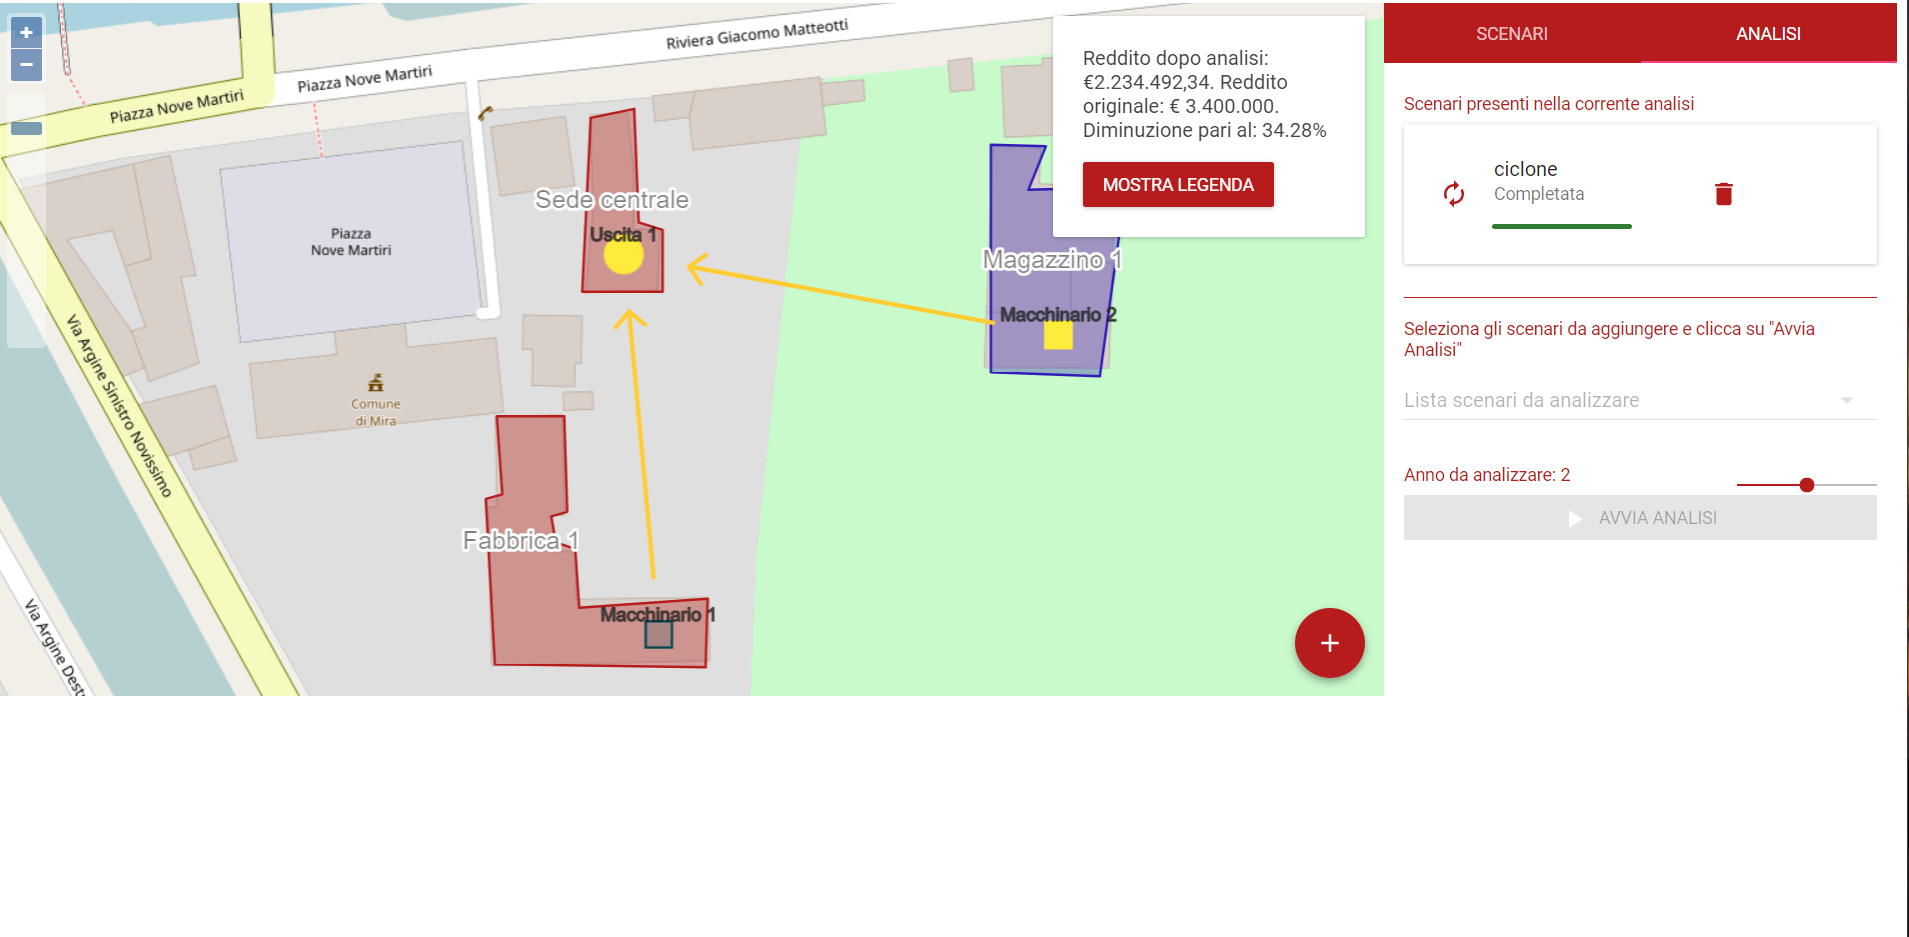 +
−
Riviera Giacomo Matteotti
Piazza Nove Martiri
Piazza Nove Martiri
Piazza
Nove Martiri
Sede centrale
Uscita 1
Magazzino 1
Macchinario 2
Comune
di Mira
Via Argine Sinistro Novissimo
Fabbrica 1
Macchinario 1
Via Argine Dest
Reddito dopo analisi:
€2.234.492,34. Reddito
originale: € 3.400.000.
Diminuzione pari al: 34.28%
MOSTRA LEGENDA
+
SCENARI
ANALISI
Scenari presenti nella corrente analisi
ciclone
Completata
Seleziona gli scenari da aggiungere e clicca su "Avvia
Analisi"
Lista scenari da analizzare
Anno da analizzare: 2
AVVIA ANALISI